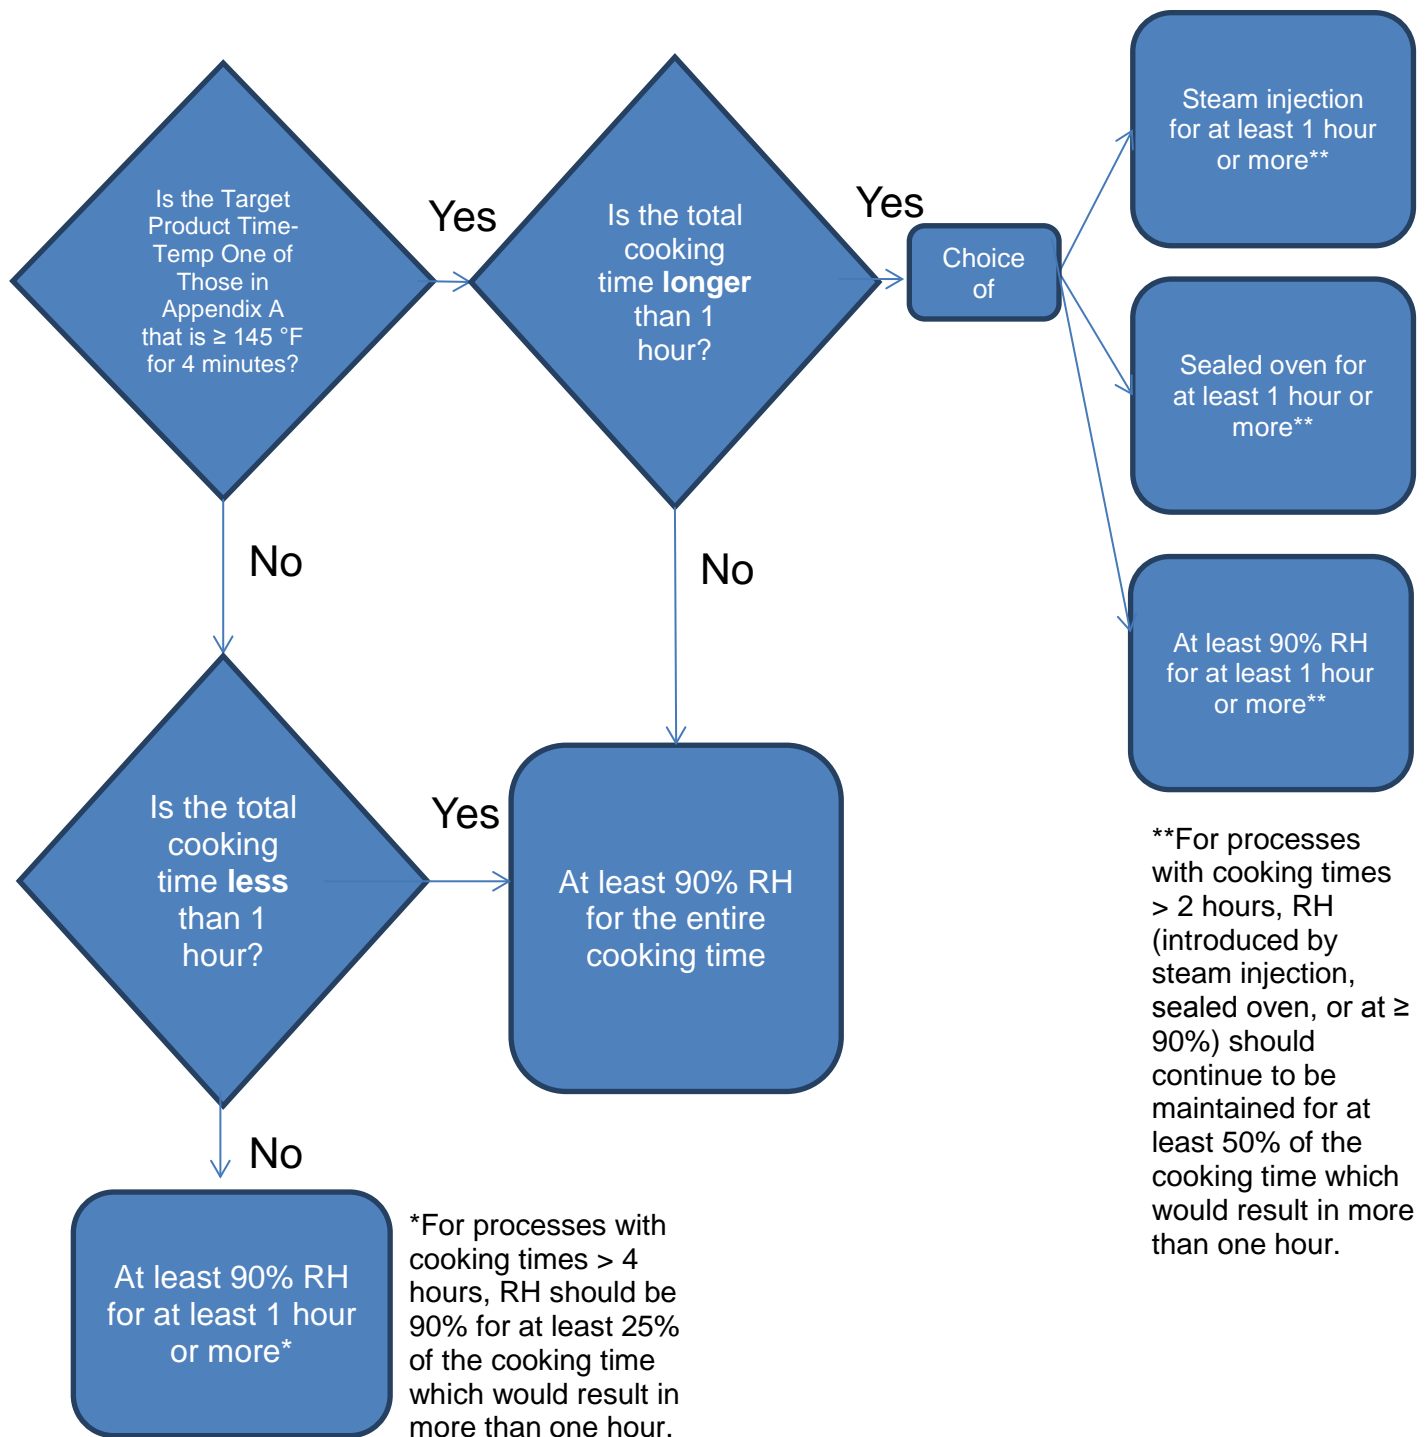 Is the Target
Product Time-
Temp One of
Those in
Appendix A
that is ≥ 145 °F
for 4 minutes?
Yes
Is the total
cooking
time longer
than 1
hour?
Yes
Choice
of
Steam injection
for at least 1 hour
or more**
Sealed oven for
at least 1 hour or
more**
At least 90% RH
for at least 1 hour
or more**
No
No
Is the total
cooking
time less
than 1
hour?
Yes
At least 90% RH
for the entire
cooking time
**For processes
with cooking times
> 2 hours, RH
(introduced by
steam injection,
sealed oven, or at ≥
90%) should
continue to be
maintained for at
least 50% of the
cooking time which
would result in more
than one hour.
No
At least 90% RH
for at least 1 hour
or more*
*For processes with
cooking times > 4
hours, RH should be
90% for at least 25%
of the cooking time
which would result in
more than one hour.